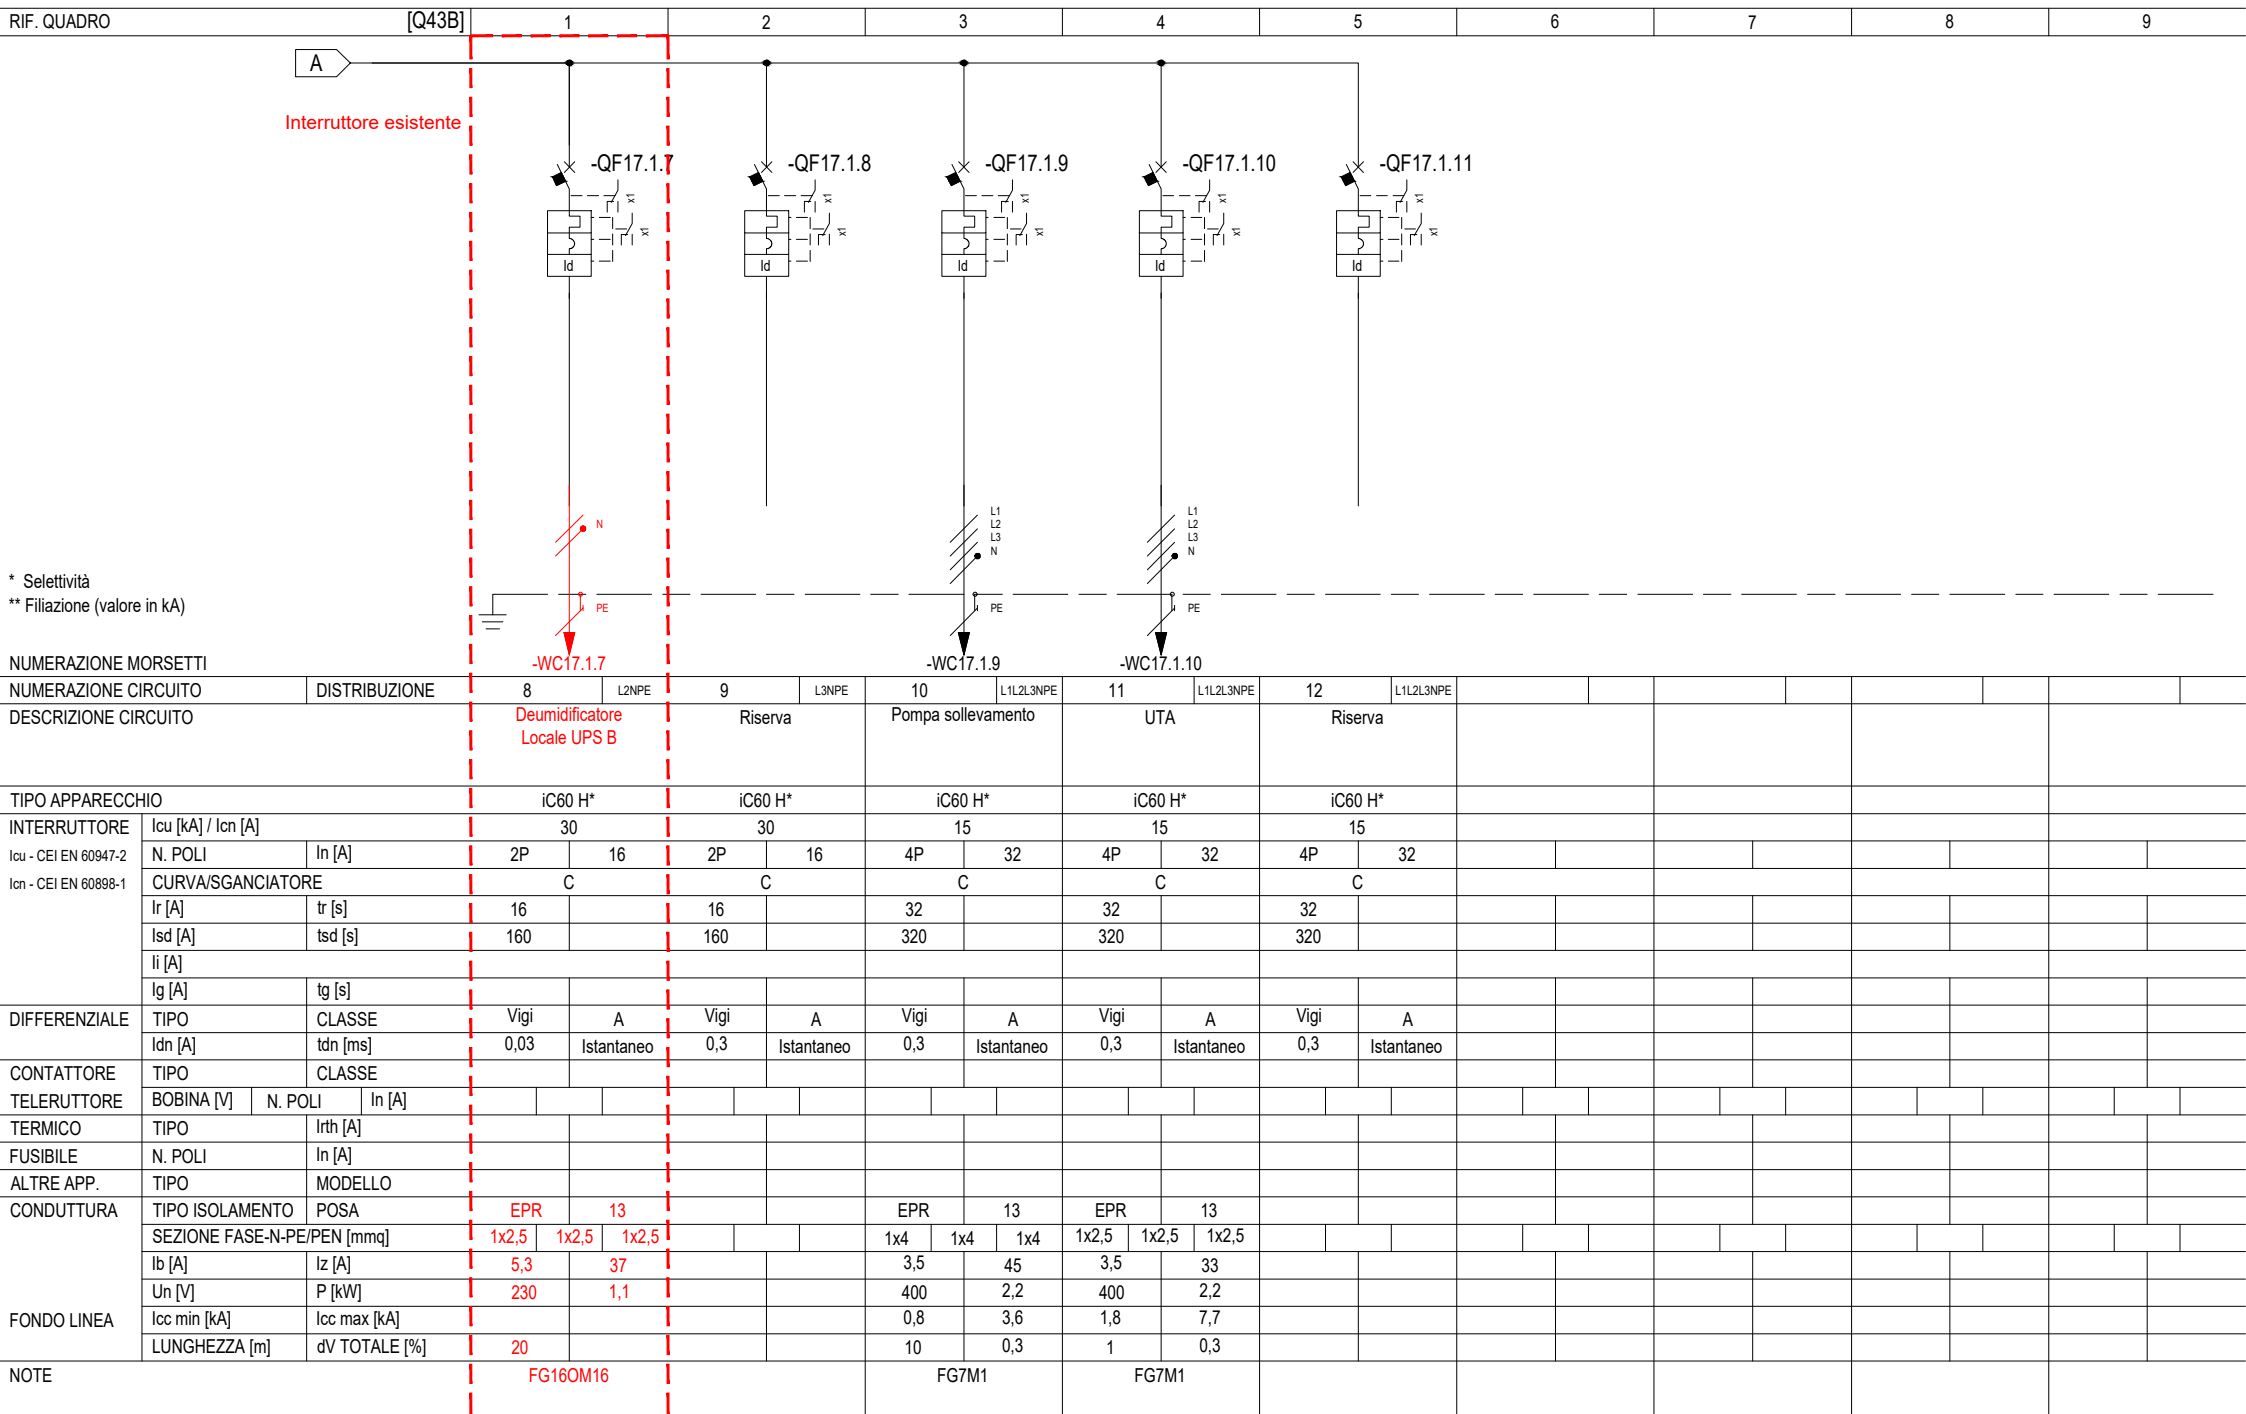 RIF. QUADRO [Q43B] 1 2 3 4 5 6 7 8 9
A
Interruttore esistente
-QF17.1.7 -QF17.1.8 -QF17.1.9 -QF17.1.10 -QF17.1.11
x1 x1 x1 x1 x1
x1 x1 x1 x1 x1
Id Id Id Id Id
L1 L1
L2 L2
N L3 L3
N N
* Selettività
** Filiazione (valore in kA)
PE PE PE
NUMERAZIONE MORSETTI -WC17.1.7 -WC17.1.9 -WC17.1.10
NUMERAZIONE CIRCUITO DISTRIBUZIONE 8 L2NPE 9 L3NPE 10 L1L2L3NPE 11 L1L2L3NPE 12 L1L2L3NPE
DESCRIZIONE CIRCUITO Deumidificatore Riserva Pompa sollevamento UTA Riserva
Locale UPS B
TIPO APPARECCHIO iC60 H* iC60 H* iC60 H* iC60 H* iC60 H*
INTERRUTTORE Icu [kA] / Icn [A] 30 30 15 15 15
Icu - CEI EN 60947-2 N. POLI In [A] 2P 16 2P 16 4P 32 4P 32 4P 32
Icn - CEI EN 60898-1 CURVA/SGANCIATORE C C C C C
Ir [A] tr [s] 16 16 32 32 32
Isd [A] tsd [s] 160 160 320 320 320
Ii [A]
Ig [A] tg [s]
DIFFERENZIALE TIPO CLASSE Vigi A Vigi A Vigi A Vigi A Vigi A
Idn [A] tdn [ms] 0,03 Istantaneo 0,3 Istantaneo 0,3 Istantaneo 0,3 Istantaneo 0,3 Istantaneo
CONTATTORE TIPO CLASSE
TELERUTTORE BOBINA [V] N. POLI In [A]
TERMICO TIPO Irth [A]
FUSIBILE N. POLI In [A]
ALTRE APP. TIPO MODELLO
CONDUTTURA TIPO ISOLAMENTO POSA EPR 13 EPR 13 EPR 13
SEZIONE FASE-N-PE/PEN [mmq] 1x2,5 1x2,5 1x2,5 1x4 1x4 1x4 1x2,5 1x2,5 1x2,5
Ib [A] Iz [A] 5,3 37 3,5 45 3,5 33
Un [V] P [kW] 230 1,1 400 2,2 400 2,2
FONDO LINEA Icc min [kA] Icc max [kA] 0,8 3,6 1,8 7,7
LUNGHEZZA [m] dV TOTALE [%] 20 10 0,3 1 0,3
NOTE FG16OM16 FG7M1 FG7M1